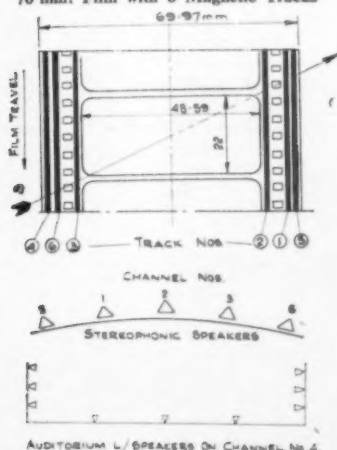 70 mm. Film with 6 Magnetic Tracks
69·97mm
FILM TRAVEL
48·59
22
4 6 3 TRACK NOS 2 1 5
CHANNEL NOS.
5 1 2 3 6
STEREOPHONIC SPEAKERS
AUDITORIUM L/SPEAKERS ON CHANNEL No 4